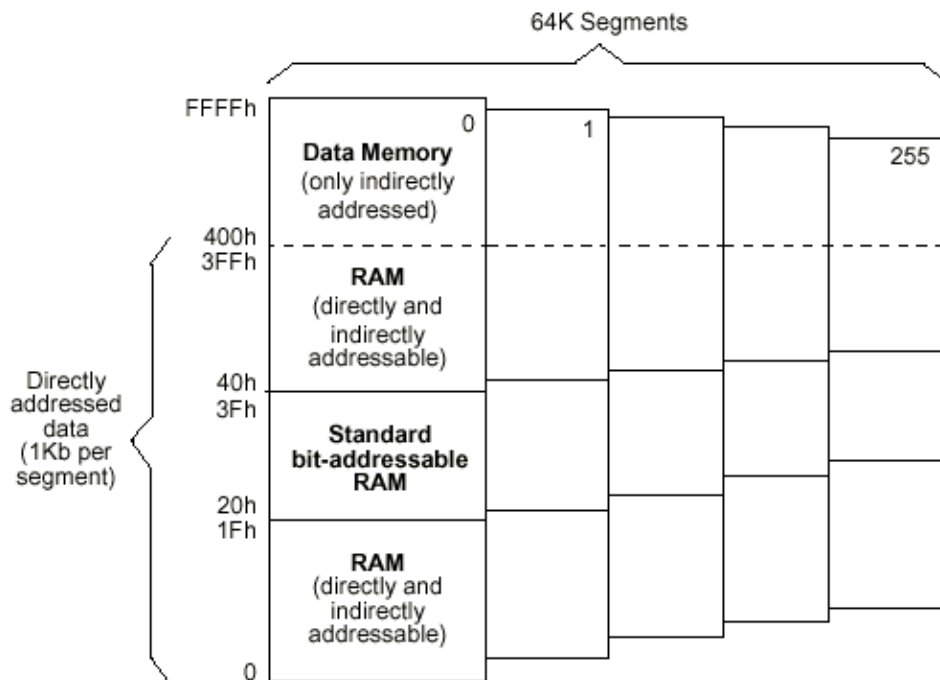 64K Segments
FFFFh
0
1
255
Data Memory
(only indirectly
addressed)
400h
3FFh
RAM
(directly and
indirectly
addressable)
Directly
addressed
data
(1Kb per
segment)
40h
3Fh
Standard
bit-addressable
RAM
20h
1Fh
RAM
(directly and
indirectly
addressable)
0